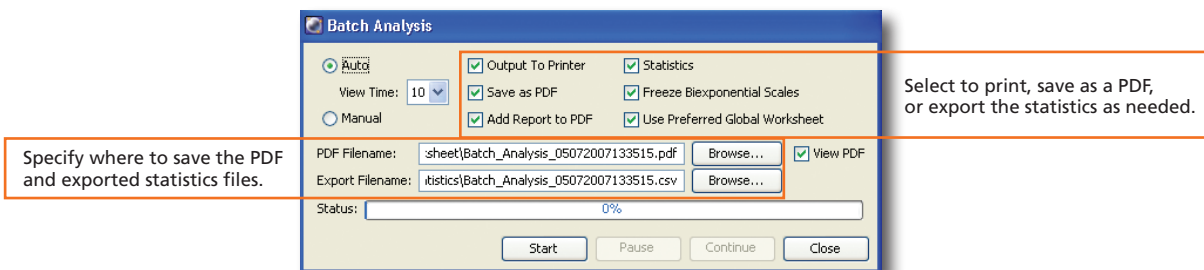 Batch Analysis
Auto
View Time: 10
Manual
Output To Printer
Statistics
Save as PDF
Freeze Biexponential Scales
Add Report to PDF
Use Preferred Global Worksheet
Select to print, save as a PDF,
or export the statistics as needed.
Specify where to save the PDF
and exported statistics files.
PDF Filename: :sheet\Batch_Analysis_05072007133515.pdf Browse... View PDF
Export Filename: itistics\Batch_Analysis_05072007133515.csv Browse...
Status: 0%
Start Pause Continue Close